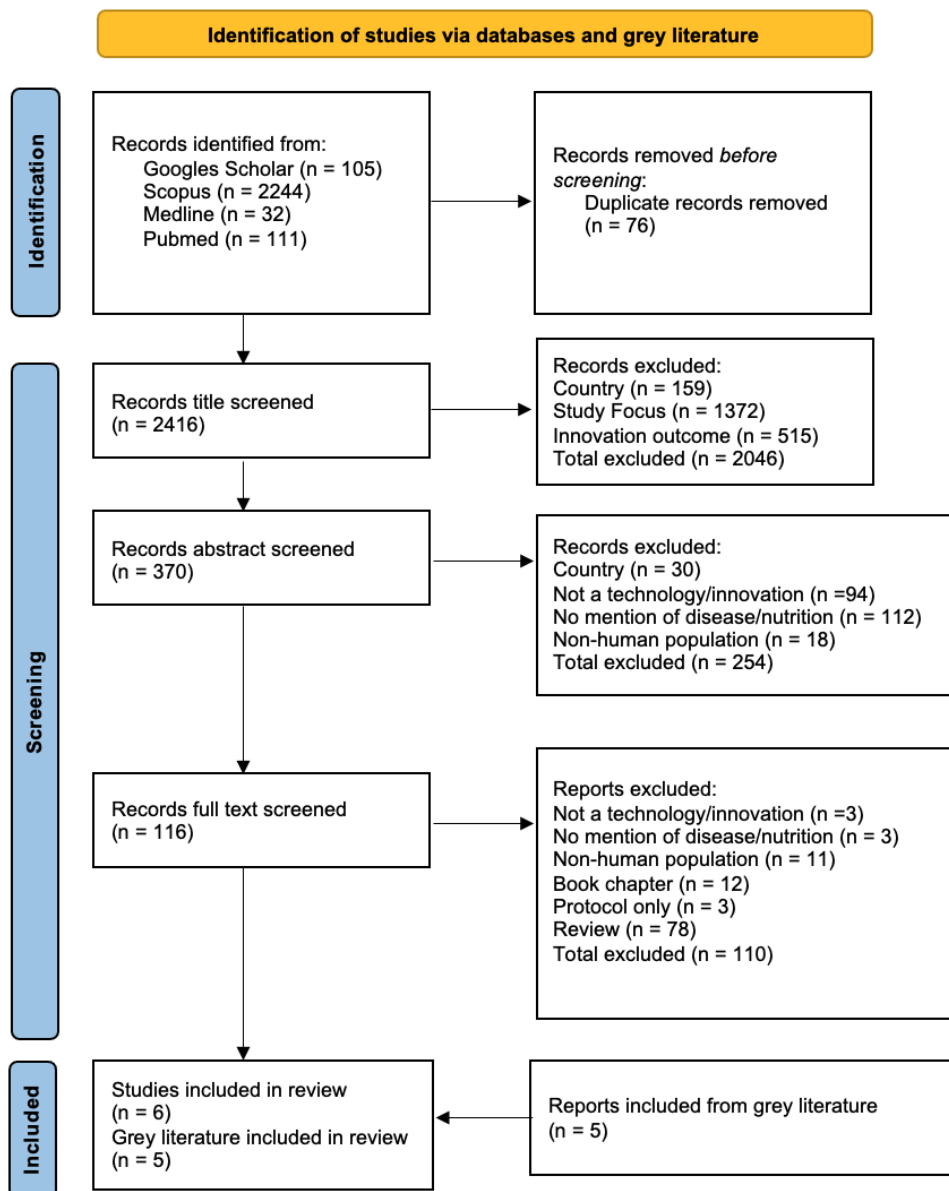 Identification of studies via databases and grey literature
Identification
Records identified from:
Googles Scholar (n = 105)
Scopus (n = 2244)
Medline (n = 32)
Pubmed (n = 111)
Records removed before
screening:
Duplicate records removed
(n = 76)
Screening
Records title screened
(n = 2416)
Records excluded:
Country (n = 159)
Study Focus (n = 1372)
Innovation outcome (n = 515)
Total excluded (n = 2046)
Records abstract screened
(n = 370)
Records excluded:
Country (n = 30)
Not a technology/innovation (n =94)
No mention of disease/nutrition (n = 112)
Non-human population (n = 18)
Total excluded (n = 254)
Records full text screened
(n = 116)
Reports excluded:
Not a technology/innovation (n =3)
No mention of disease/nutrition (n = 3)
Non-human population (n = 11)
Book chapter (n = 12)
Protocol only (n = 3)
Review (n = 78)
Total excluded (n = 110)
Included
Studies included in review
(n = 6)
Grey literature included in review
(n = 5)
Reports included from grey literature
(n = 5)